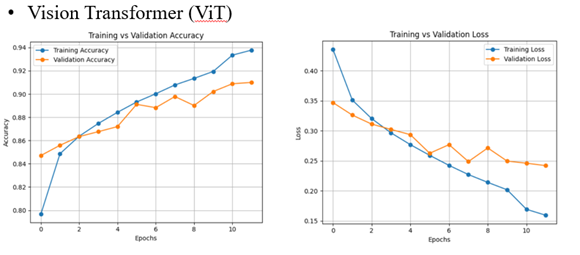 • Vision Transformer (ViT)
Training vs Validation Accuracy
Training Accuracy
Validation Accuracy
0.94
0.92
0.90
0.88
0.86
0.84
0.82
0.80
Accuracy
0 2 4 6 8 10
Epochs
Training vs Validation Loss
Training Loss
Validation Loss
0.40
0.35
0.30
0.25
0.20
0.15
Loss
0 2 4 6 8 10
Epochs